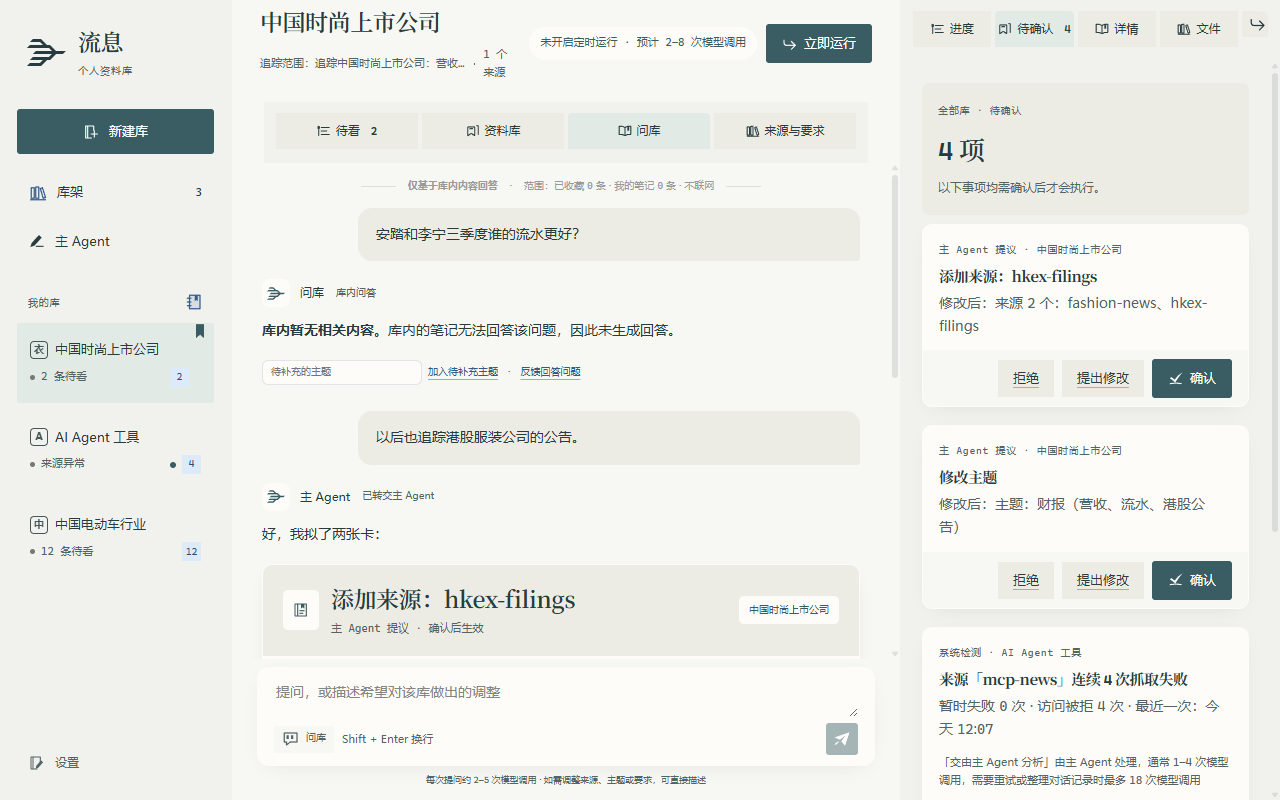 流息
个人资料库
新建库
库架 3
主 Agent
我的库
衣 中国时尚上市公司
2 条待看 2
A AI Agent 工具
来源异常 4
中 中国电动车行业
12 条待看 12
设置
中国时尚上市公司
追踪范围：追踪中国时尚上市公司：营收… · 1 个来源
未开启定时运行 · 预计 2–8 次模型调用
立即运行
待看 2
资料库
问库
来源与要求
仅基于库内内容回答 · 范围：已收藏 0 条 · 我的笔记 0 条 · 不联网
安踏和李宁三季度谁的流水更好？
问库 库内问答
库内暂无相关内容。库内的笔记无法回答该问题，因此未生成回答。
待补充的主题 加入待补充主题 · 反馈回答问题
以后也追踪港股服装公司的公告。
主 Agent 已转交主 Agent
好，我拟了两张卡：
添加来源：hkex-filings
主 Agent 提议 · 确认后生效
中国时尚上市公司
提问，或描述希望对该库做出的调整
问库 Shift + Enter 换行
每次提问约 2–5 次模型调用 · 如需调整来源、主题或要求，可直接描述
进度
待确认 4
详情
文件
全部库 · 待确认
4 项
以下事项均需确认后才会执行。
主 Agent 提议 · 中国时尚上市公司
添加来源：hkex-filings
修改后：来源 2 个：fashion-news、hkex-
filings
拒绝 提出修改 确认
主 Agent 提议 · 中国时尚上市公司
修改主题
修改后：主题：财报（营收、流水、港股公
告）
拒绝 提出修改 确认
系统检测 · AI Agent 工具
来源「mcp-news」连续 4 次抓取失败
暂时失败 0 次 · 访问被拒 4 次 · 最近一次：今
天 12:07
「交由主 Agent 分析」由主 Agent 处理，通常 1–4 次模型
调用，需要重试或整理对话记录时最多 18 次模型调用